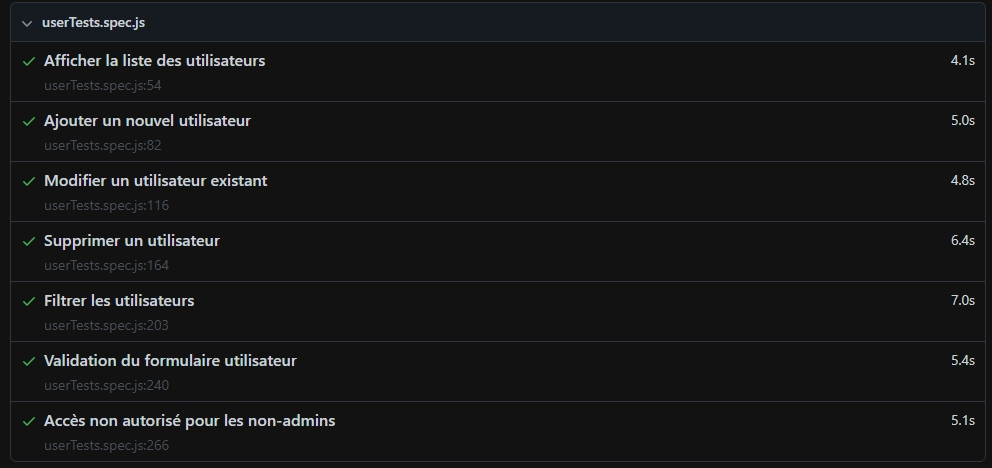 userTests.spec.js
Afficher la liste des utilisateurs 4.1s
userTests.spec.js:54
Ajouter un nouvel utilisateur 5.0s
userTests.spec.js:82
Modifier un utilisateur existant 4.8s
userTests.spec.js:116
Supprimer un utilisateur 6.4s
userTests.spec.js:164
Filtrer les utilisateurs 7.0s
userTests.spec.js:203
Validation du formulaire utilisateur 5.4s
userTests.spec.js:240
Accès non autorisé pour les non-admins 5.1s
userTests.spec.js:266